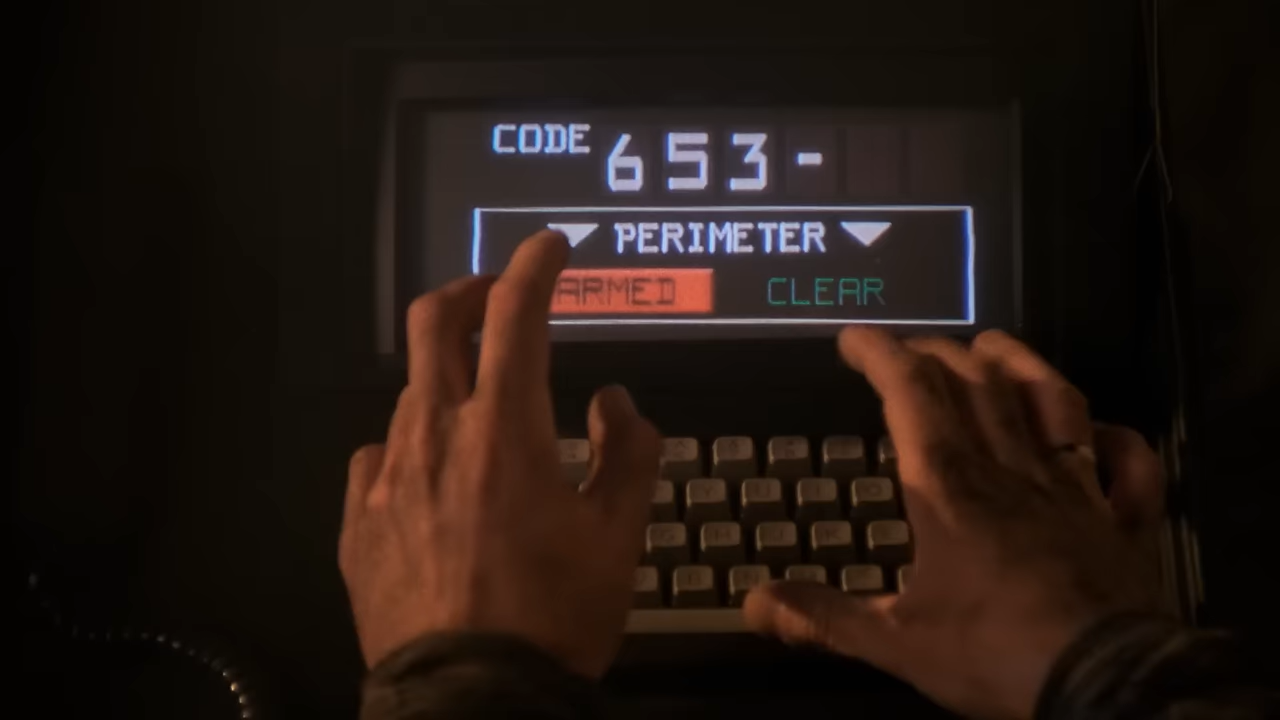 CODE 653-
PERIMETER
ARMED CLEAR
Y U I O
G H J K L
B N